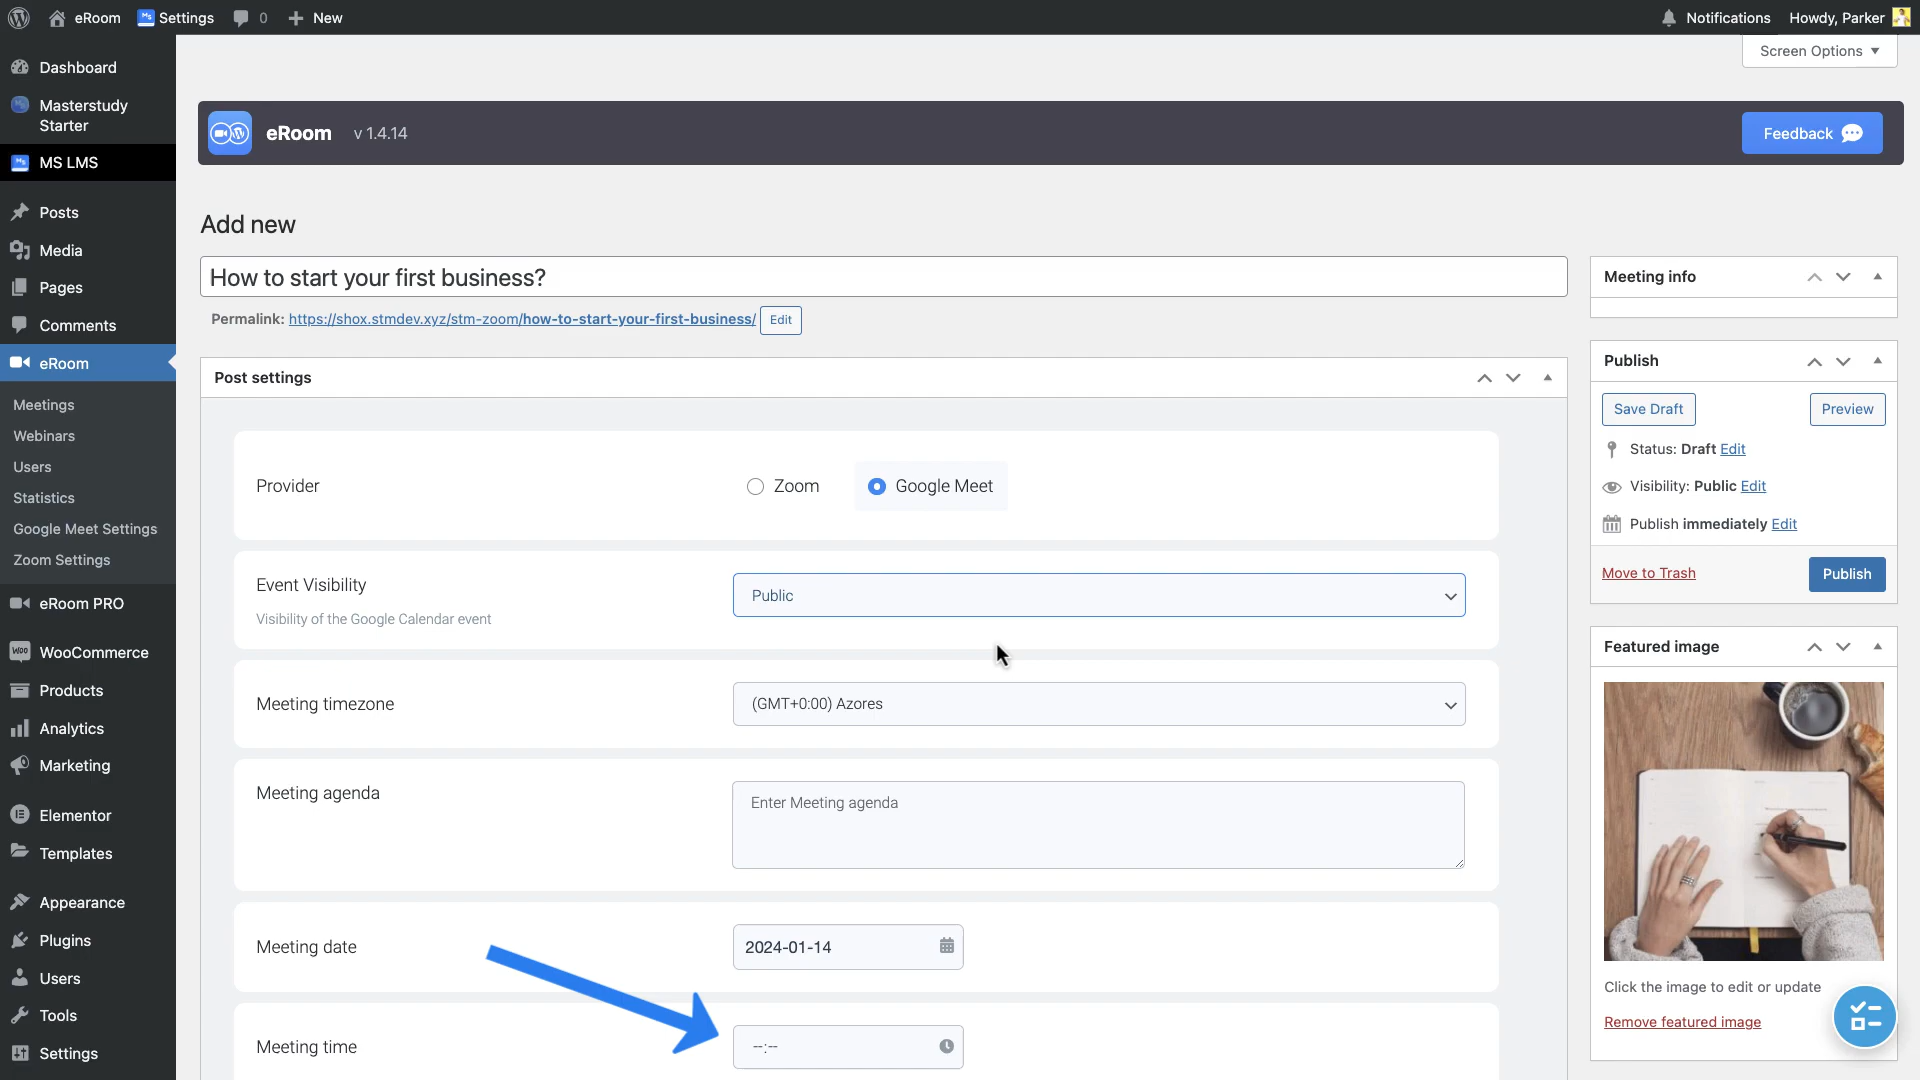 eRoom Settings 0 New Notifications Howdy, Parker
Screen Options
Dashboard
Masterstudy
Starter
MS LMS
Posts
Media
Pages
Comments
eRoom
Meetings
Webinars
Users
Statistics
Google Meet Settings
Zoom Settings
eRoom PRO
WooCommerce
Products
Analytics
Marketing
Elementor
Templates
Appearance
Plugins
Users
Tools
Settings
eRoom v 1.4.14
Feedback
Add new
How to start your first business?
Permalink: https://shox.stmdev.xyz/stm-zoom/how-to-start-your-first-business/ Edit
Post settings
Provider Zoom Google Meet
Event Visibility Public
Visibility of the Google Calendar event
Meeting timezone (GMT+0:00) Azores
Meeting agenda Enter Meeting agenda
Meeting date 2024-01-14
Meeting time --:--
Meeting info
Publish
Save Draft Preview
Status: Draft Edit
Visibility: Public Edit
Publish immediately Edit
Move to Trash Publish
Featured image
Click the image to edit or update
Remove featured image